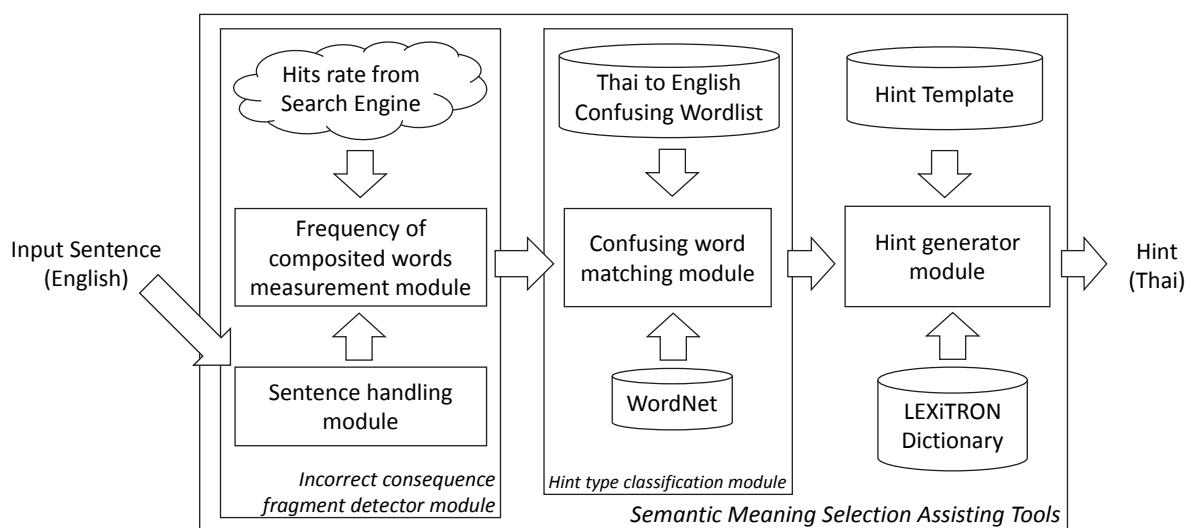 Hits rate from
Search Engine
Thai to English
Confusing Wordlist
Hint Template
Input Sentence
(English)
Frequency of
composited words
measurement module
Confusing word
matching module
Hint generator
module
Hint
(Thai)
Sentence handling
module
WordNet
LEXiTRON
Dictionary
Incorrect consequence
fragment detector module
Hint type classification module
Semantic Meaning Selection Assisting Tools